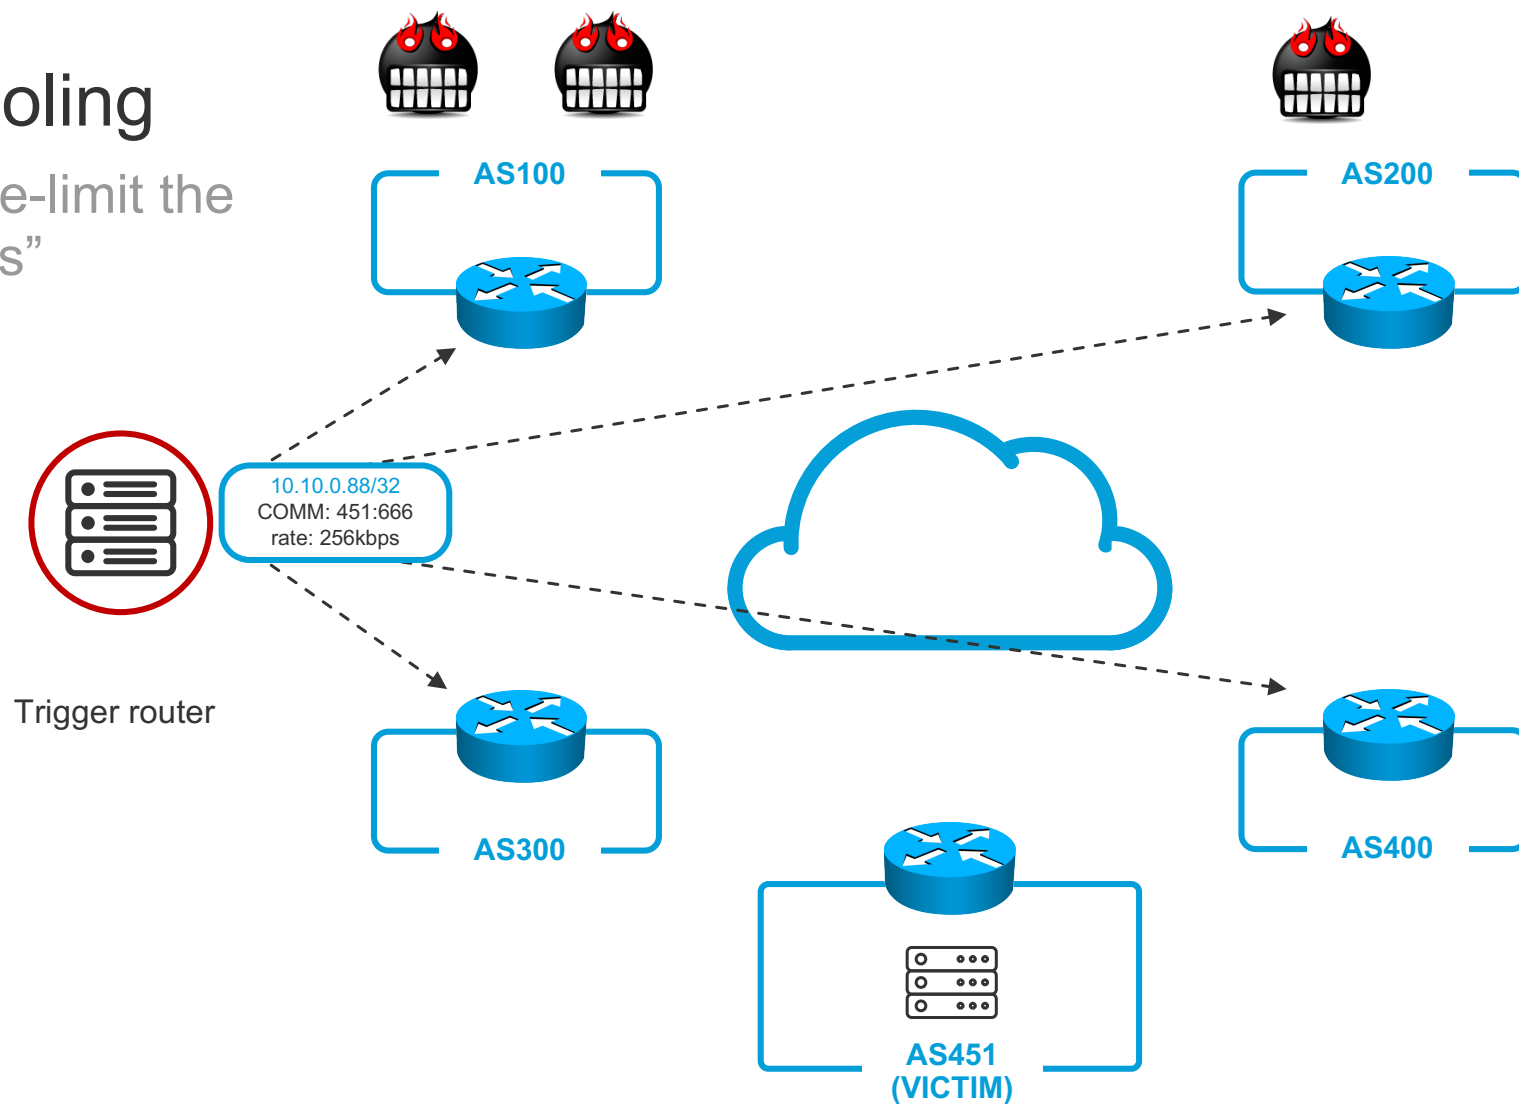 oling
e-limit the
s”
AS100
AS200
10.10.0.88/32
COMM: 451:666
rate: 256kbps
Trigger router
AS300
AS400
AS451
(VICTIM)